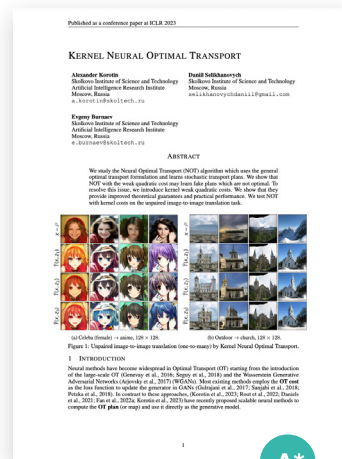 Published as a conference paper at ICLR 2023
KERNEL NEURAL OPTIMAL TRANSPORT
Alexander Korotin
Skolkovo Institute of Science and Technology
Artificial Intelligence Research Institute
Moscow, Russia
a.korotin@skoltech.ru
Daniil Selikhanovych
Skolkovo Institute of Science and Technology
Moscow, Russia
selikhanovychdaniil@gmail.com
Evgeny Burnaev
Skolkovo Institute of Science and Technology
Artificial Intelligence Research Institute
Moscow, Russia
e.burnaev@skoltech.ru
ABSTRACT
We study the Neural Optimal Transport (NOT) algorithm which uses the general
optimal transport formulation and learns stochastic transport plans. We show that
NOT with the weak quadratic cost may learn fake plans which are not optimal. To
resolve this issue, we introduce kernel weak quadratic costs. We show that they
provide improved theoretical guarantees and practical performance. We test NOT
with kernel costs on the unpaired image-to-image translation task.
(a) Celeba (female) → anime, 128 × 128.
(b) Outdoor → church, 128 × 128.
Figure 1: Unpaired image-to-image translation (one-to-many) by Kernel Neural Optimal Transport.
1 INTRODUCTION
Neural methods have become widespread in Optimal Transport (OT) starting from the introduction
of the large-scale OT (Genevay et al., 2016; Seguy et al., 2018) and the Wasserstein Generative
Adversarial Networks (Arjovsky et al., 2017) (WGANs). Most existing methods employ the OT cost
as the loss function to update the generator in GANs (Gulrajani et al., 2017; Sanjabi et al., 2018;
Petzka et al., 2018). In contrast to these approaches, (Korotin et al., 2023; Rout et al., 2022; Daniels
et al., 2021; Fan et al., 2022a; Korotin et al., 2023) have recently proposed scalable neural methods to
compute the OT plan (or map) and use it directly as the generative model.
1
A*